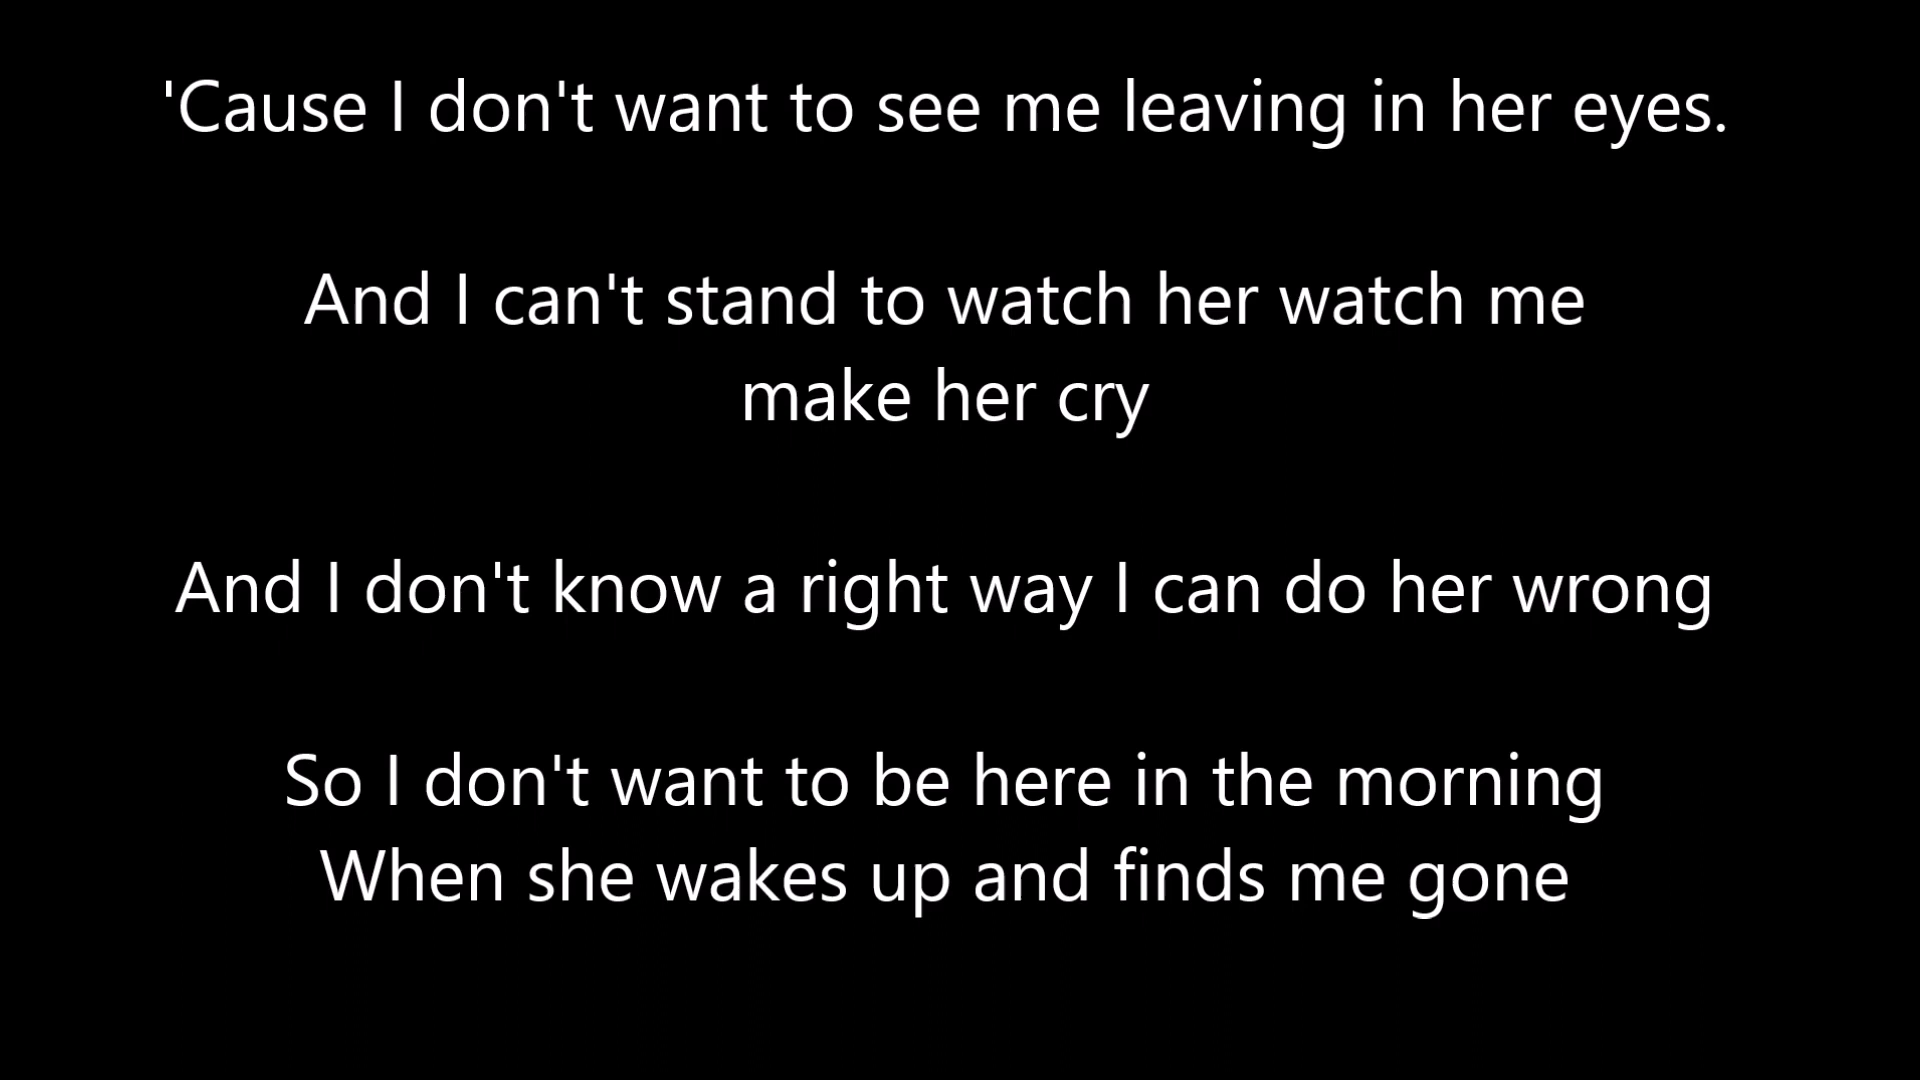 'Cause I don't want to see me leaving in her eyes.
And I can't stand to watch her watch me
make her cry
And I don't know a right way I can do her wrong
So I don't want to be here in the morning
When she wakes up and finds me gone